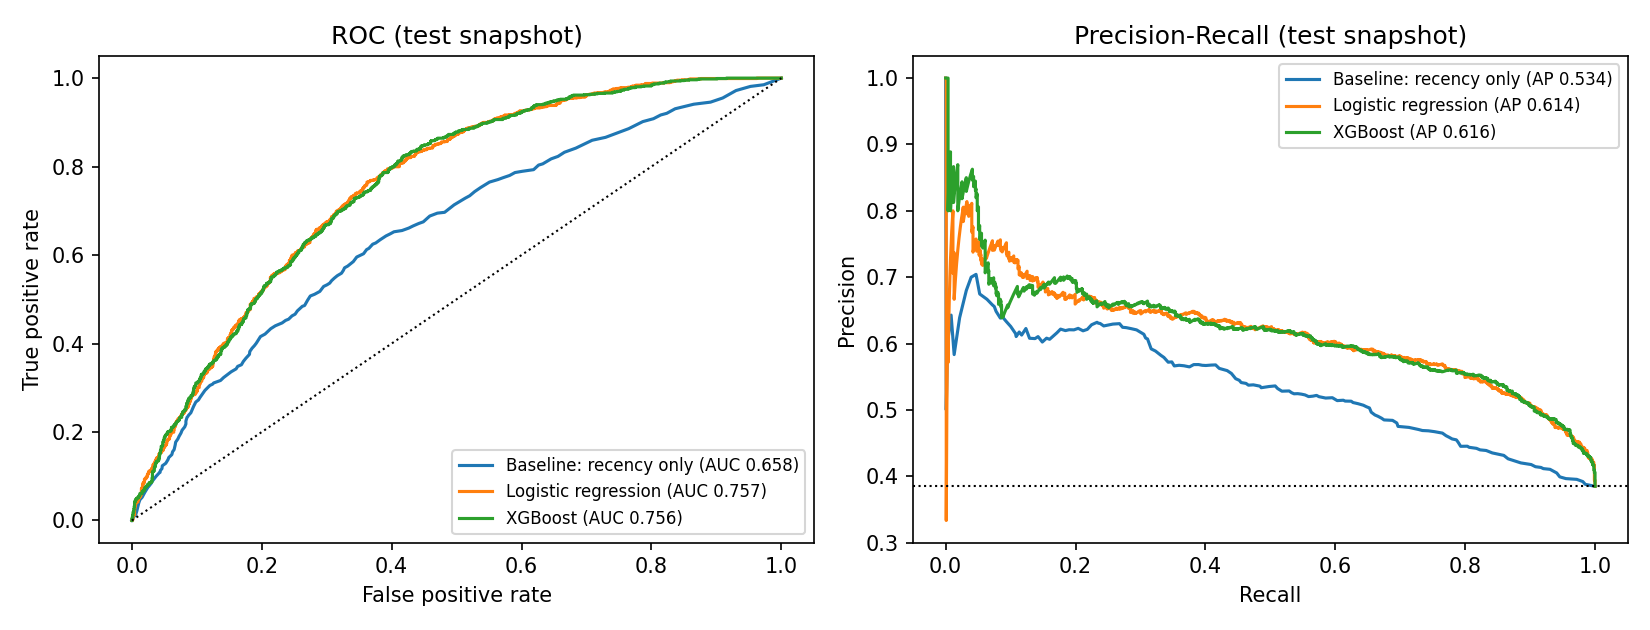 ROC (test snapshot)
True positive rate
1.0
0.8
0.6
0.4
0.2
0.0
Baseline: recency only (AUC 0.658)
Logistic regression (AUC 0.757)
XGBoost (AUC 0.756)
0.0 0.2 0.4 0.6 0.8 1.0
False positive rate
Precision-Recall (test snapshot)
Precision
1.0
0.9
0.8
0.7
0.6
0.5
0.4
0.3
Baseline: recency only (AP 0.534)
Logistic regression (AP 0.614)
XGBoost (AP 0.616)
0.0 0.2 0.4 0.6 0.8 1.0
Recall